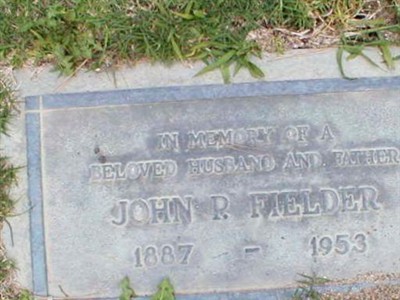 IN MEMORY OF A
BELOVED HUSBAND AND FATHER
JOHN P. FIELDER
1887 - 1953